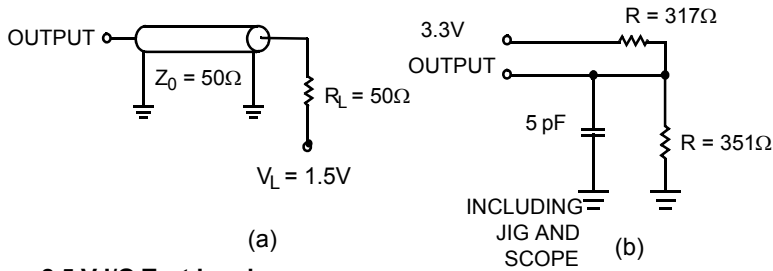 OUTPUT
Z0 = 50Ω
RL = 50Ω
VL = 1.5V
(a)
3.3V
R = 317Ω
OUTPUT
5 pF
R = 351Ω
INCLUDING
JIG AND
SCOPE
(b)